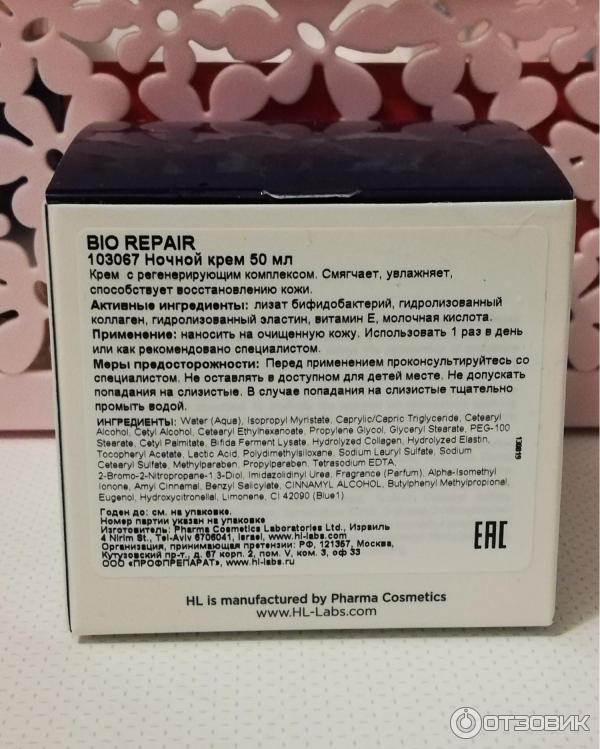 BIO REPAIR
103067 Ночной крем 50 мл
Крем с регенерирующим комплексом. Смягчает, увлажняет,
способствует восстановлению кожи.
Активные ингредиенты: лизат бифидобактерий, гидролизованный
коллаген, гидролизованный эластин, витамин Е, молочная кислота.
Применение: наносить на очищенную кожу. Использовать 1 раз в день
или как рекомендовано специалистом.
Меры предосторожности: Перед применением проконсультируйтесь со
специалистом. Не оставлять в доступном для детей месте. Не допускать
попадания на слизистые. В случае попадания на слизистые тщательно
промыть водой.
ИНГРЕДИЕНТЫ: Water (Aqua), Isopropyl Myristate, Caprylic/Capric Triglyceride, Cetearyl
Alcohol, Cetyl Alcohol, Cetearyl Ethylhexanoate, Propylene Glycol, Glyceryl Stearate, PEG-100
Stearate, Cetyl Palmitate, Bifida Ferment Lysate, Hydrolyzed Collagen, Hydrolyzed Elastin,
Tocopheryl Acetate, Lactic Acid, Polydimethylsiloxane, Sodium Lauryl Sulfate, Sodium
Cetearyl Sulfate, Methylparaben, Propylparaben, Tetrasodium EDTA,
2-Bromo-2-Nitropropane-1,3-Diol, Imidazolidinyl Urea, Fragrance (Parfum), Alpha-Isomethyl
Ionone, Amyl Cinnamal, Benzyl Salicylate, CINNAMYL ALCOHOL, Butylphenyl Methylpropional,
Eugenol, Hydroxycitronellal, Limonene, CI 42090 (Blue1)
Годен до: см. на упаковке.
Номер партии указан на упаковке
Изготовитель: Pharma Cosmetics Laboratories Ltd., Израиль
4 Nirim St., Tel-Aviv 6706041, Israel, www.hl-labs.com
Организация, принимающая претензии: РФ, 121357, Москва,
Кутузовский пр-т., д. 67 корп. 2, пом. V, ком. 3, оф 33
ООО «ПРОФПРЕПАРАТ», www.hl-labs.ru
EAC
HL is manufactured by Pharma Cosmetics
www.HL-Labs.com
ОТЗОВИК